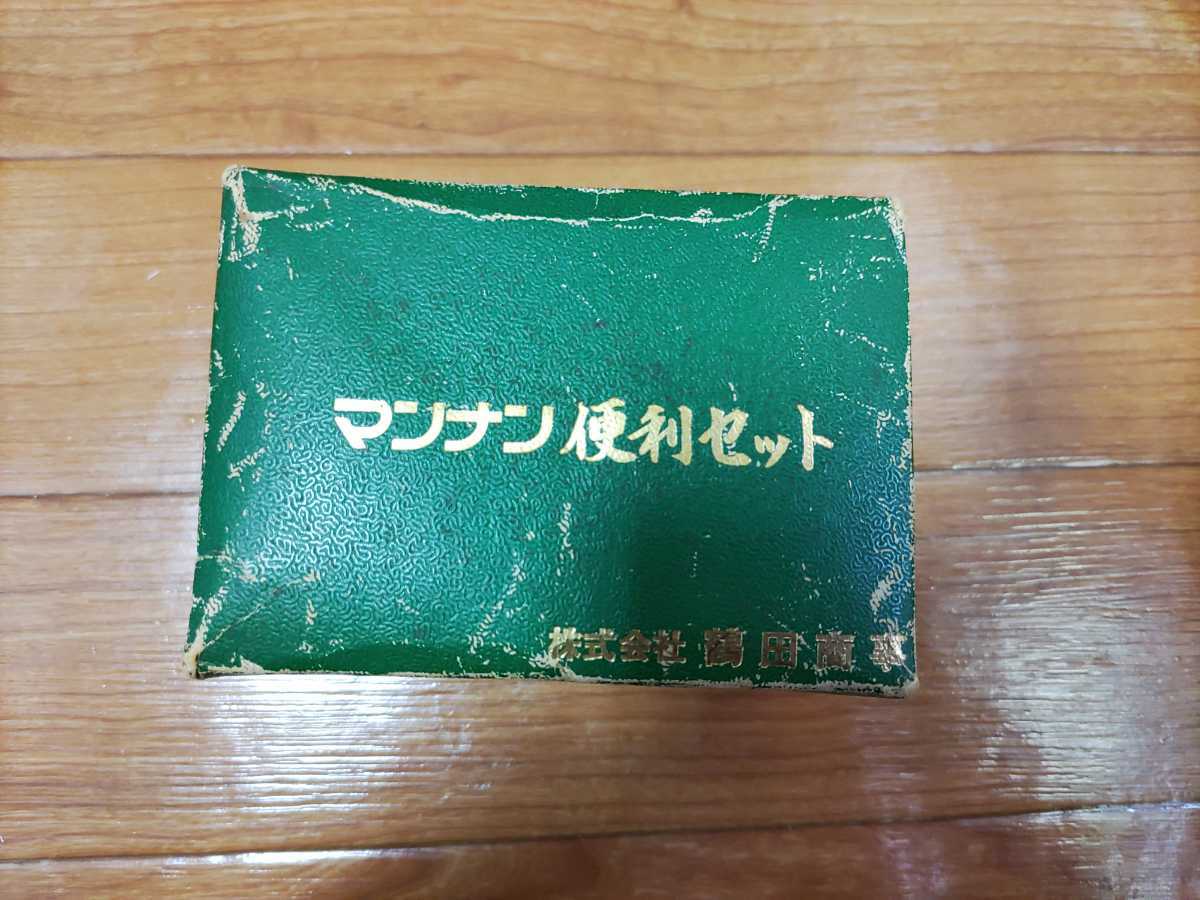 マンナン便利セット
株式会社 鶴田商事